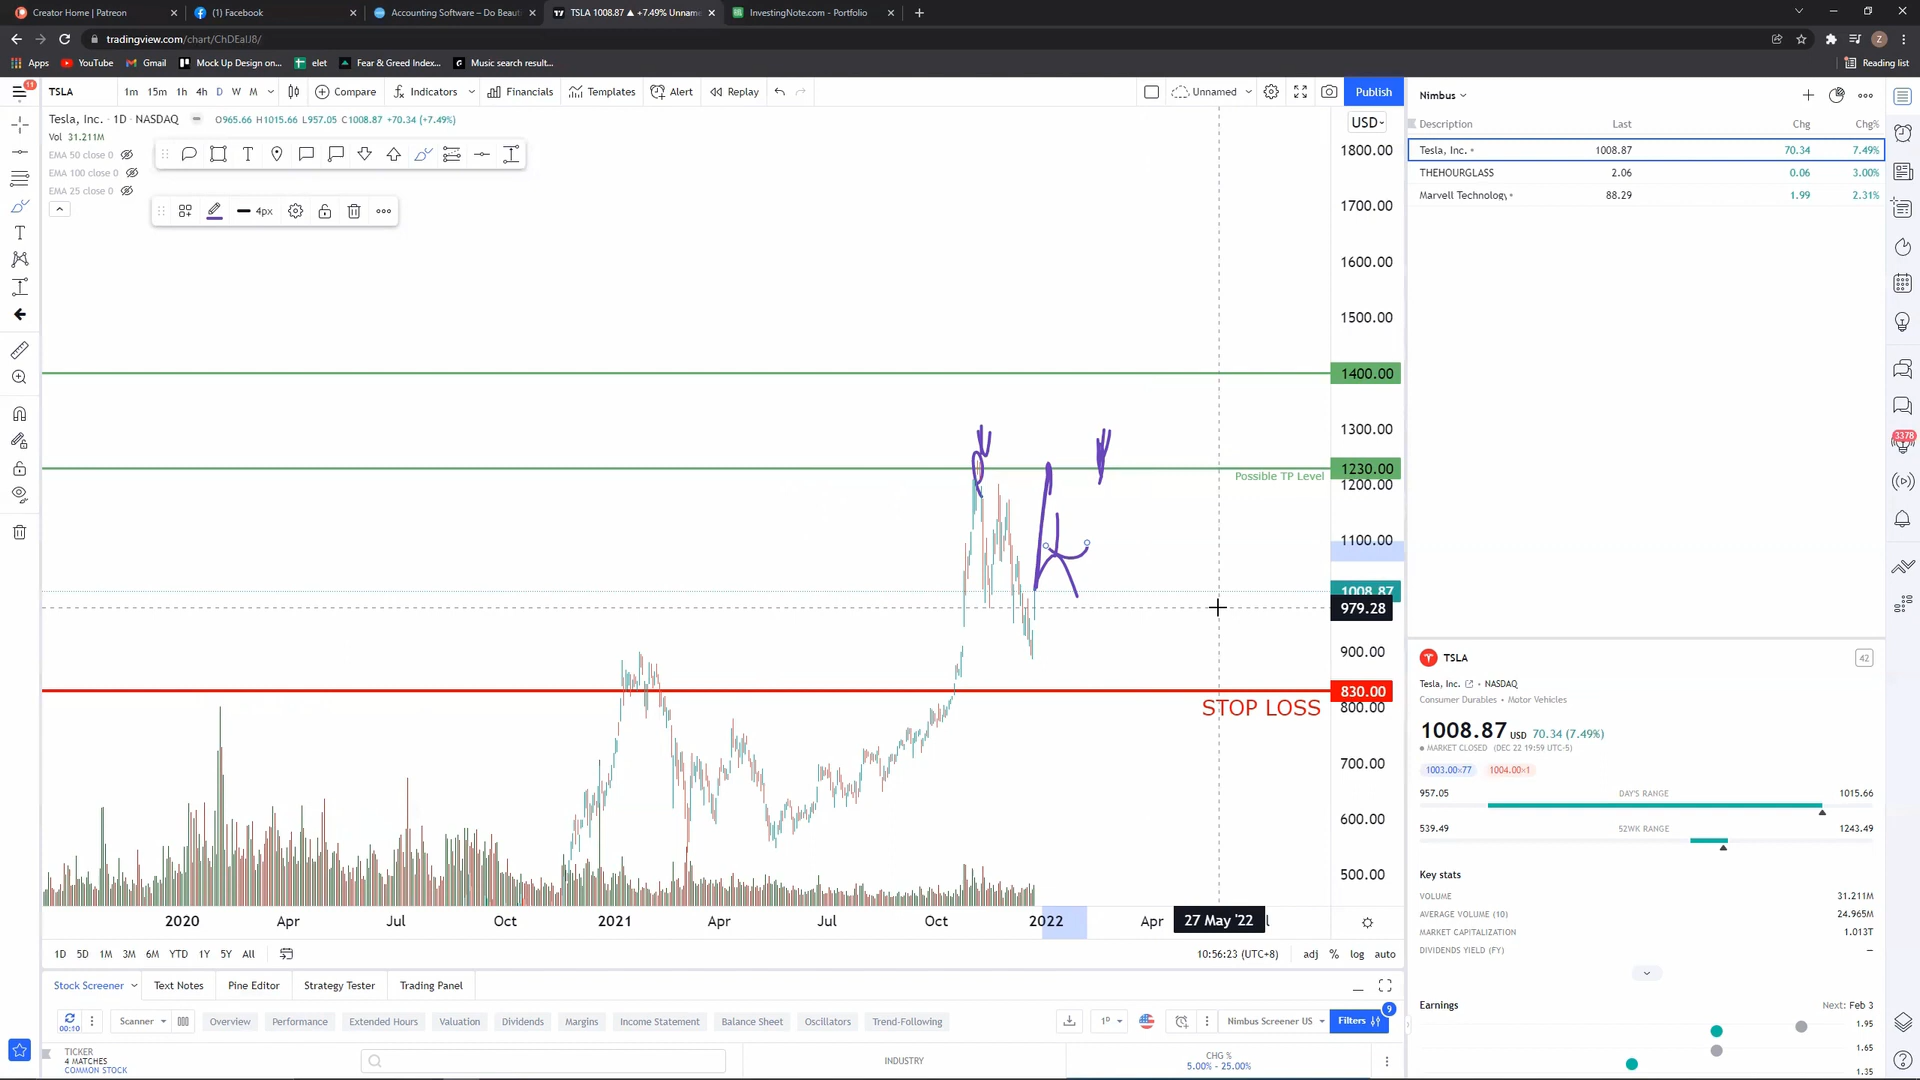 Creator Home | Patreon
(1) Facebook
Accounting Software – Do Beaut
TSLA 1008.87 ▲ +7.49% Unnam
InvestingNote.com - Portfolio
tradingview.com/chart/ChDEalJ8/
Apps
YouTube
Gmail
Mock Up Design on...
elet
Fear & Greed Index...
Music search result...
Reading list
11
TSLA
1m 15m 1h 4h D W M
Compare
Indicators
Financials
Templates
Alert
Replay
Unnamed
Publish
Tesla, Inc. · 1D · NASDAQ
O965.66 H1015.66 L957.05 C1008.87 +70.34 (+7.49%)
Vol 31.211M
EMA 50 close 0
EMA 100 close 0
EMA 25 close 0
4px
USD
1800.00
1700.00
1600.00
1500.00
1400.00
1300.00
1230.00
Possible TP Level
1200.00
1100.00
1008.87
979.28
900.00
830.00
STOP LOSS
800.00
700.00
600.00
500.00
2020
Apr
Jul
Oct
2021
Apr
Jul
Oct
2022
Apr
27 May '22
1D 5D 1M 3M 6M YTD 1Y 5Y All
10:56:23 (UTC+8)
adj % log auto
Stock Screener
Text Notes
Pine Editor
Strategy Tester
Trading Panel
00:10
Scanner
Overview
Performance
Extended Hours
Valuation
Dividends
Margins
Income Statement
Balance Sheet
Oscillators
Trend-Following
1D
Nimbus Screener US
Filters
9
TICKER
4 MATCHES
COMMON STOCK
INDUSTRY
CHG %
5.00% - 25.00%
Nimbus
Description Last Chg Chg%
Tesla, Inc. 1008.87 70.34 7.49%
THEHOURGLASS 2.06 0.06 3.00%
Marvell Technology 88.29 1.99 2.31%
3378
TSLA
42
Tesla, Inc. • NASDAQ
Consumer Durables • Motor Vehicles
1008.87 USD 70.34 (7.49%)
MARKET CLOSED (DEC 22 19:59 UTC-5)
1003.00×77
1004.00×1
957.05 DAY'S RANGE 1015.66
539.49 52WK RANGE 1243.49
Key stats
VOLUME 31.211M
AVERAGE VOLUME (10) 24.965M
MARKET CAPITALIZATION 1.013T
DIVIDENDS YIELD (FY) —
Earnings
Next: Feb 3
1.95
1.65
1.35